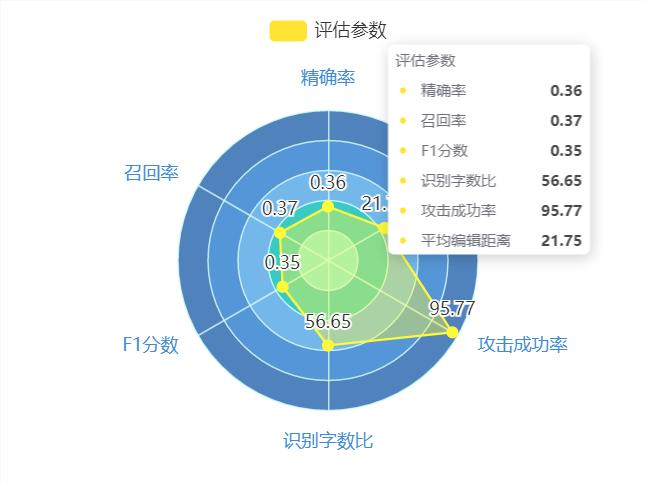 评估参数
精确率
评估参数
精确率 0.36
召回率 0.37
F1分数 0.35
识别字数比 56.65
攻击成功率 95.77
平均编辑距离 21.75
召回率
0.36
0.37
21.
0.35
95.77
56.65
F1分数
攻击成功率
识别字数比